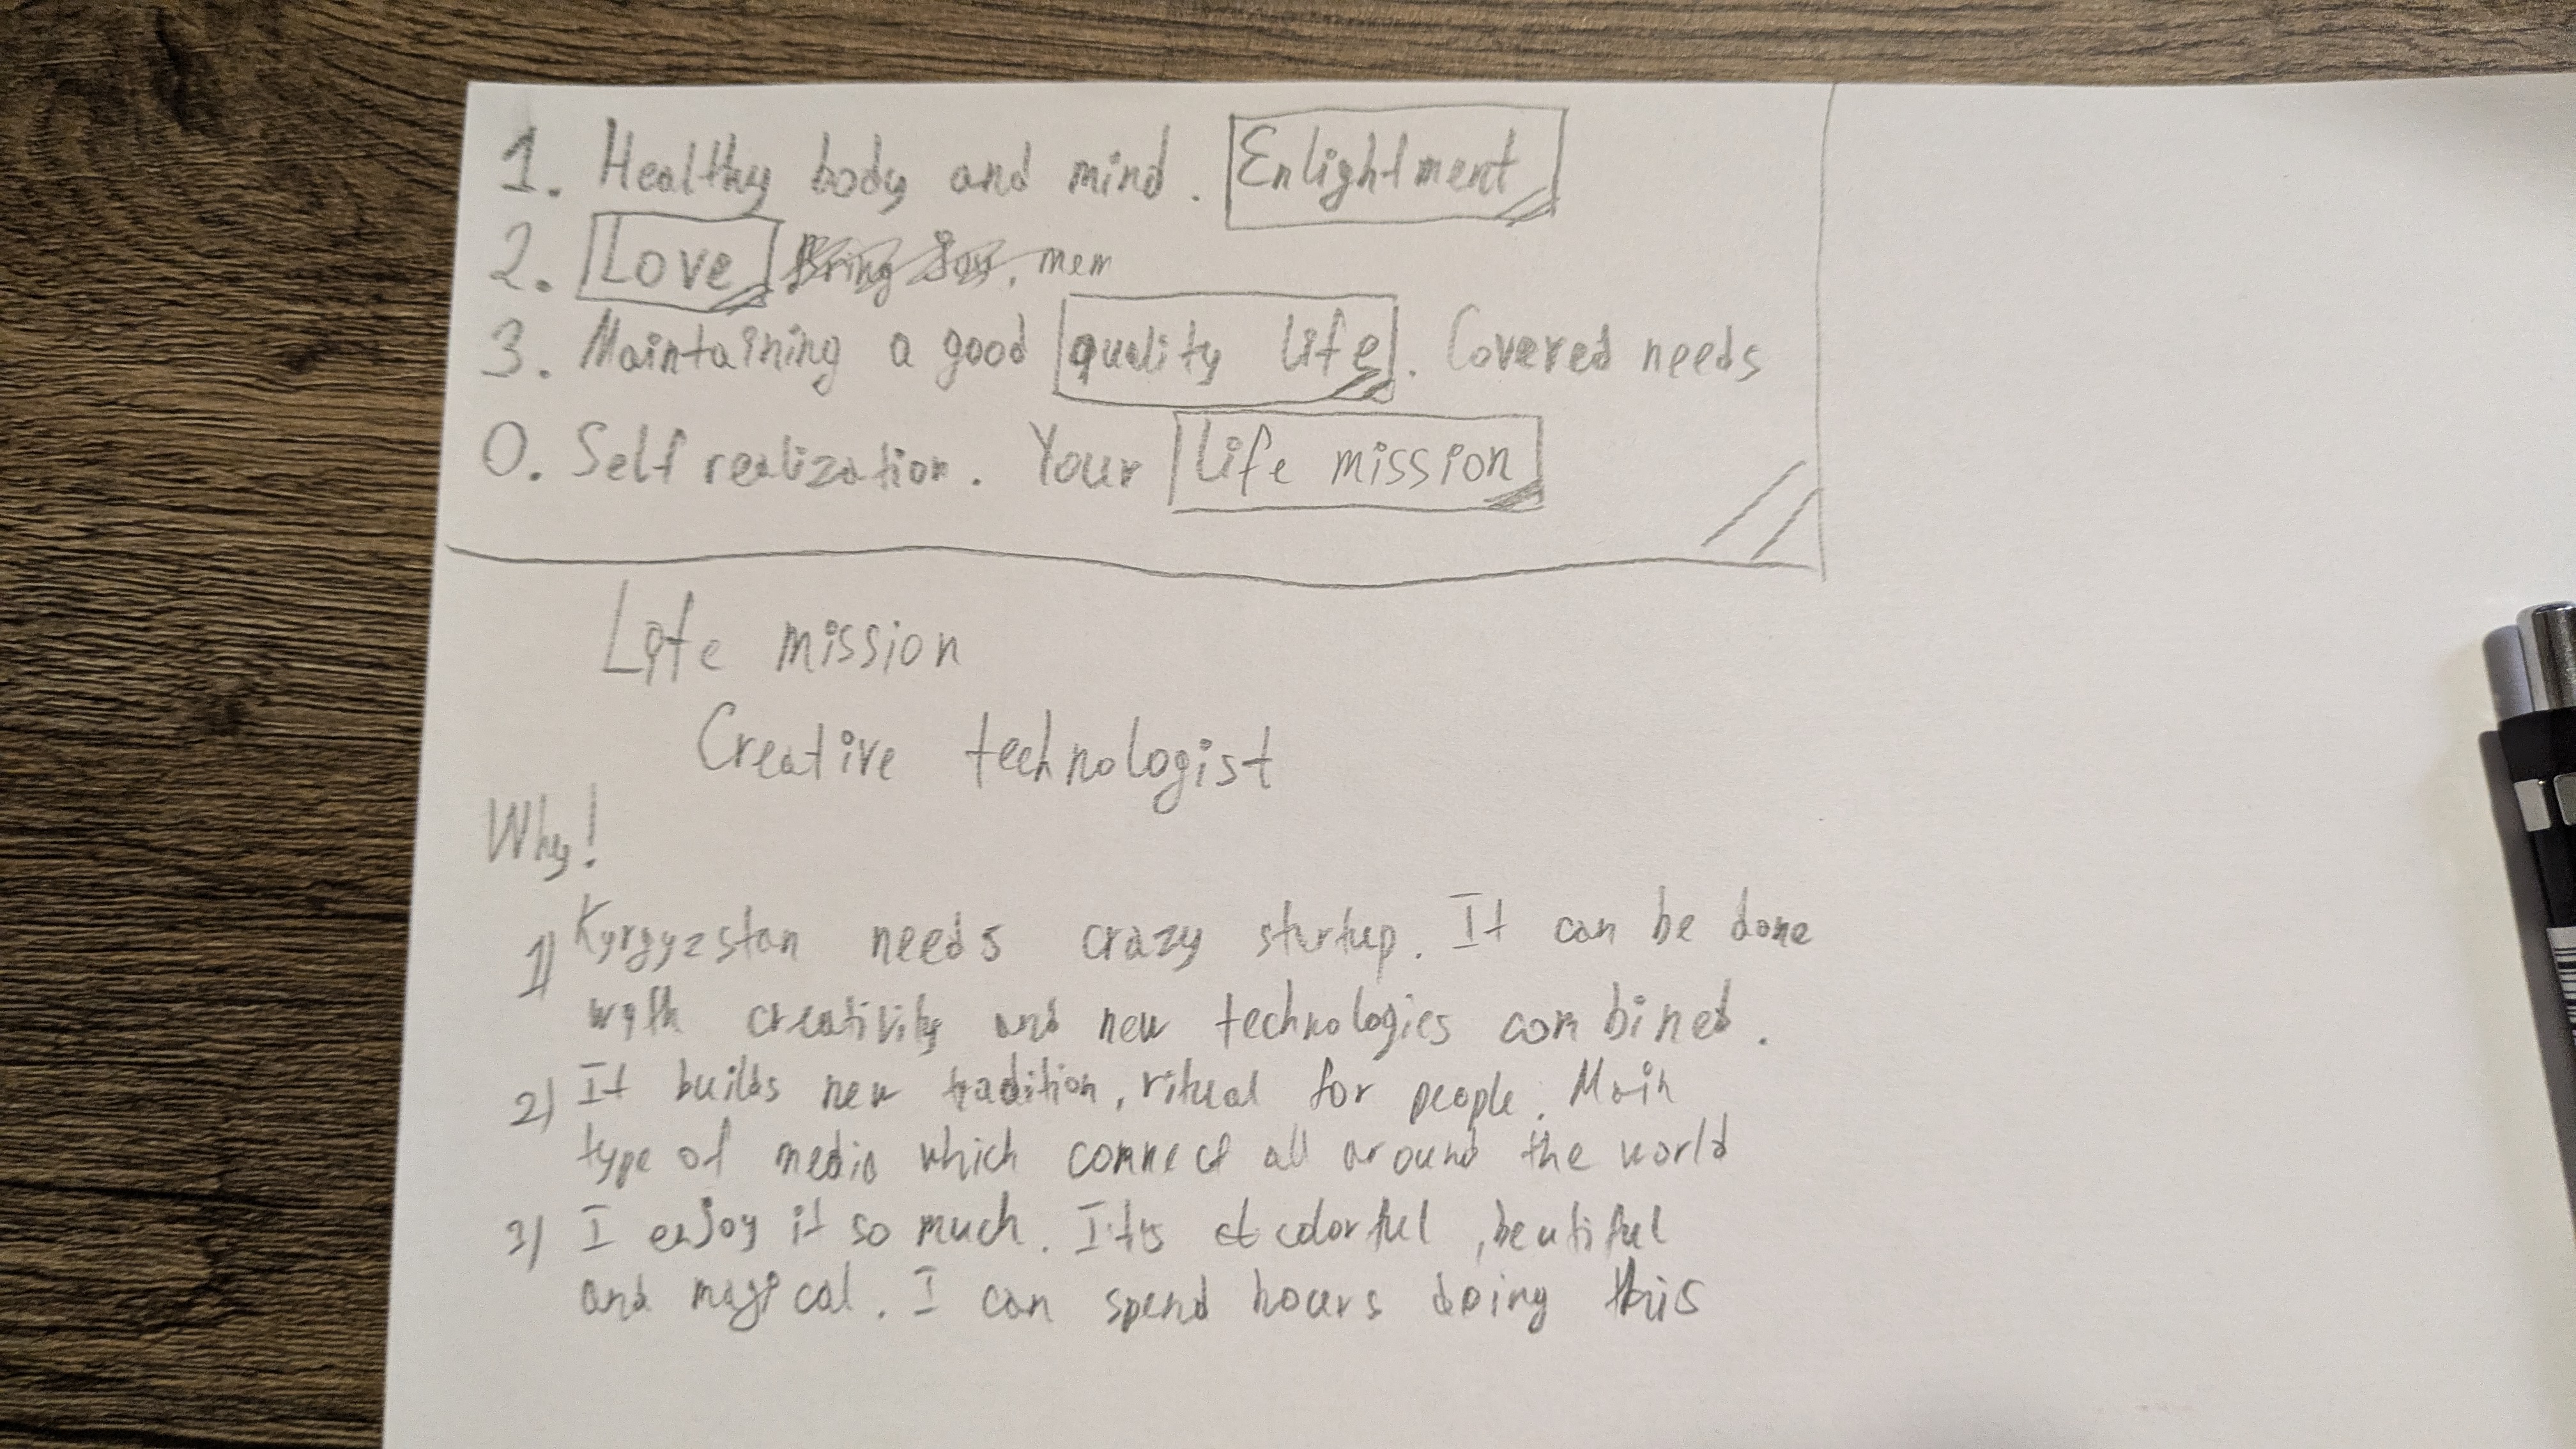 1. Healthy body and mind. Enlightment
2. Love Bring Joy. mem
3. Maintaining a good quality life. Covered needs
0. Self realization. Your life mission
Life mission
Creative technologist
Why!
1) Kyrgyzstan needs crazy sturtup. It can be done
with creativity and new technologies combined.
2) It builds new tradition, ritual for people. Main
type of media which connect all around the world
3) I enjoy it so much. It's colorful, beutiful
and magical. I can spend hours doing this